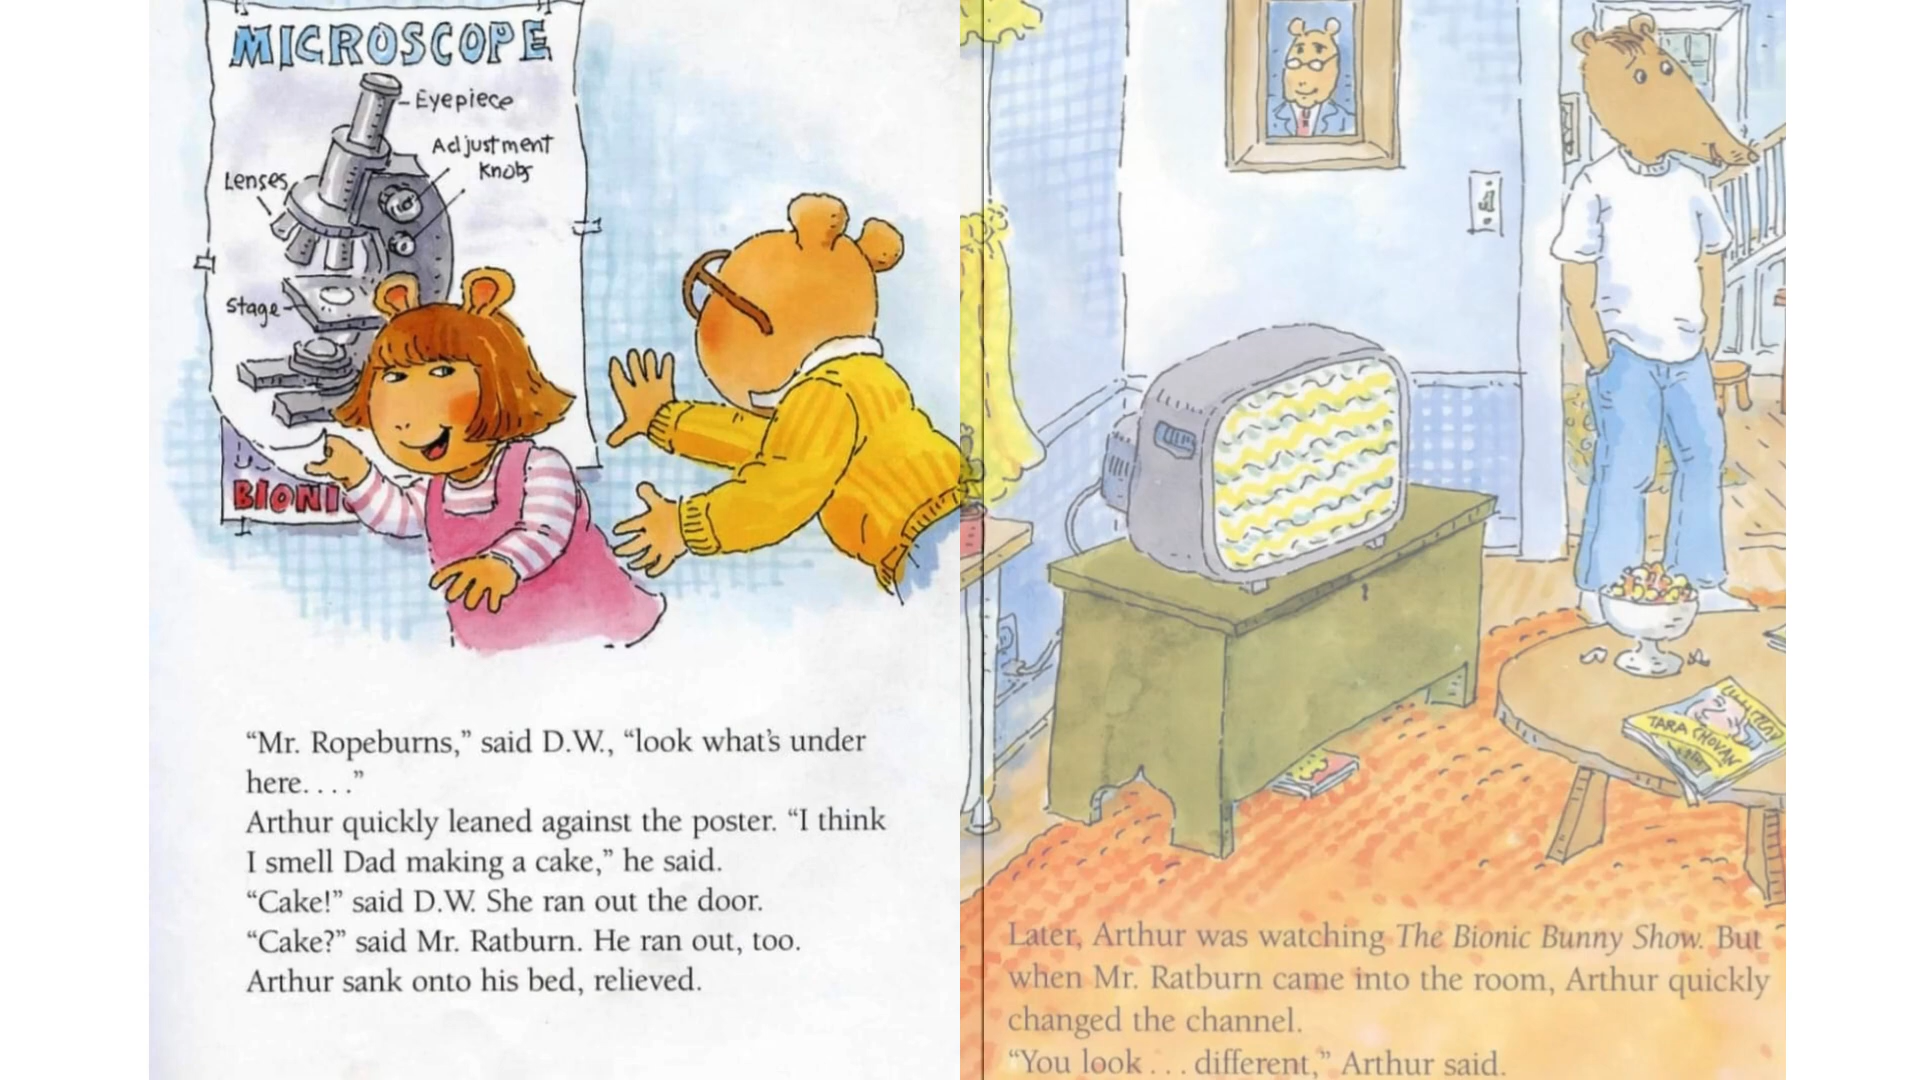 MICROSCOPE
Eyepiece
Adjustment
Knobs
Lenses
Stage
BIONI
“Mr. Ropeburns,” said D.W., “look what’s under
here. . . .”
Arthur quickly leaned against the poster. “I think
I smell Dad making a cake,” he said.
“Cake!” said D.W. She ran out the door.
“Cake?” said Mr. Ratburn. He ran out, too.
Arthur sank onto his bed, relieved.
TARA CHOVAN
Later, Arthur was watching The Bionic Bunny Show. But
when Mr. Ratburn came into the room, Arthur quickly
changed the channel.
“You look . . . different,” Arthur said.